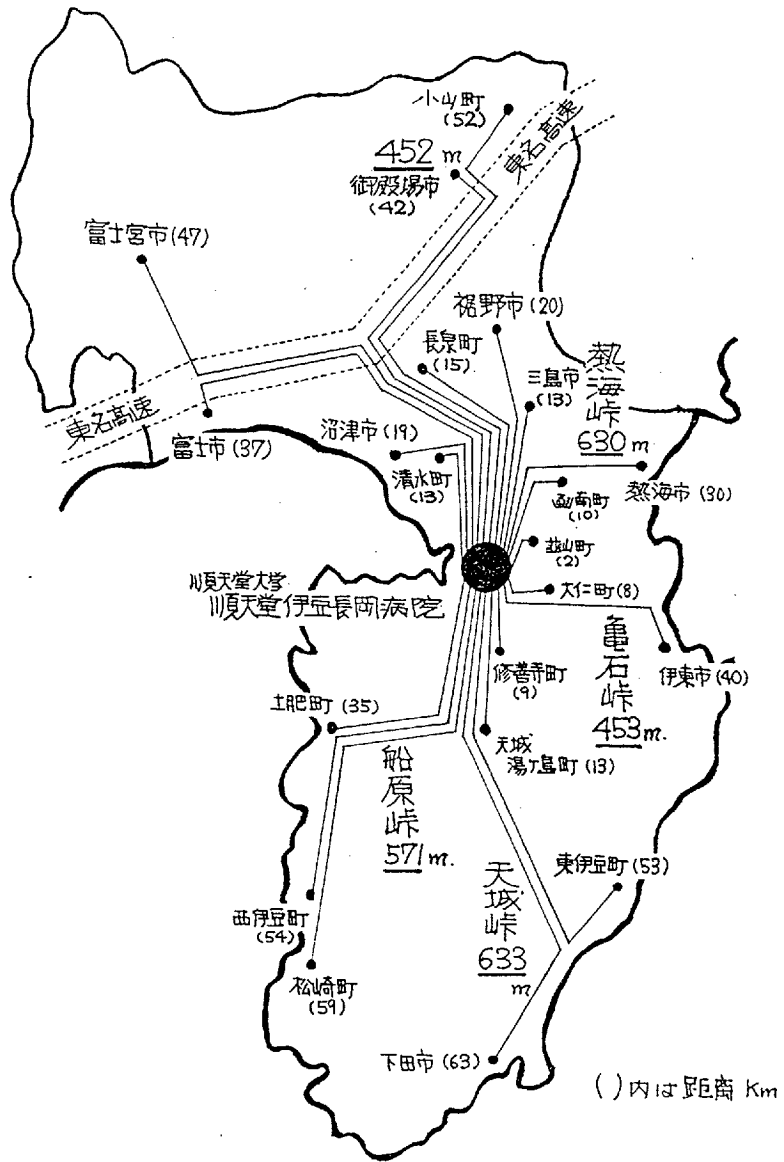 小山町
(52)
東名高速
452 m
御殿場市
(42)
富士宮市(47)
裾野市(20)
長泉町
(15)
熱海峠
630 m
三島市
(13)
東名高速
富士市(37)
沼津市(19)
清水町
(13)
熱海市(30)
函南町
(10)
韮山町
(2)
順天堂大学
順天堂伊豆長岡病院
大仁町(8)
亀石峠
453m.
修善寺町
(9)
伊東市(40)
土肥町(35)
天城
湯ケ島町(13)
船原峠
571m.
東伊豆町(53)
天城峠
633
m
西伊豆町
(54)
松崎町
(59)
下田市(63)
( )内は距離 Km